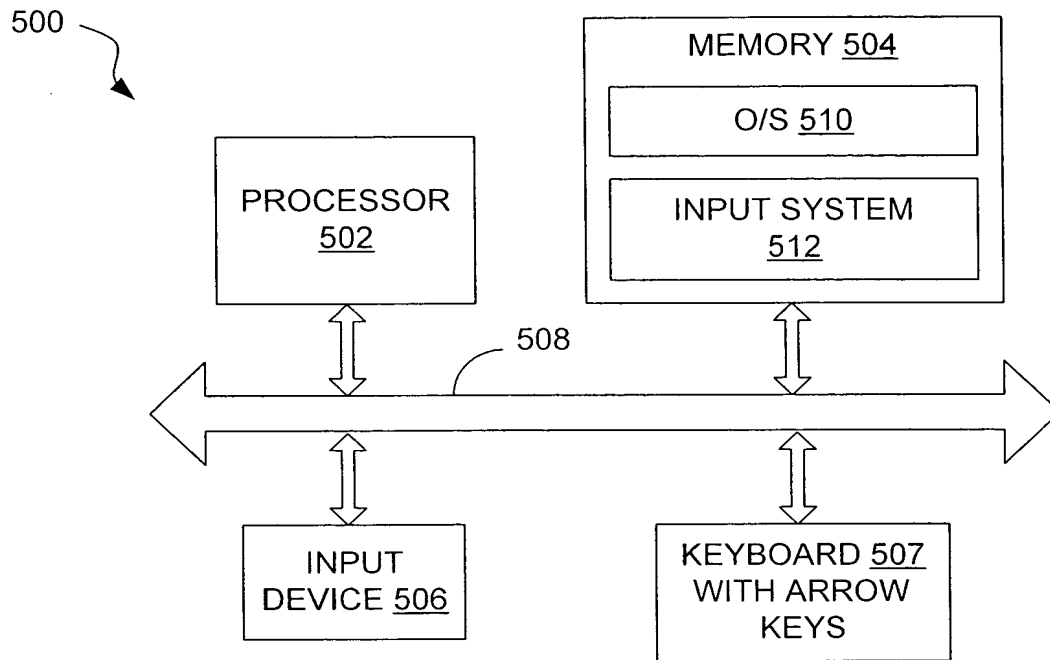 500
MEMORY 504
O/S 510
INPUT SYSTEM
512
PROCESSOR
502
508
INPUT
DEVICE 506
KEYBOARD 507
WITH ARROW
KEYS